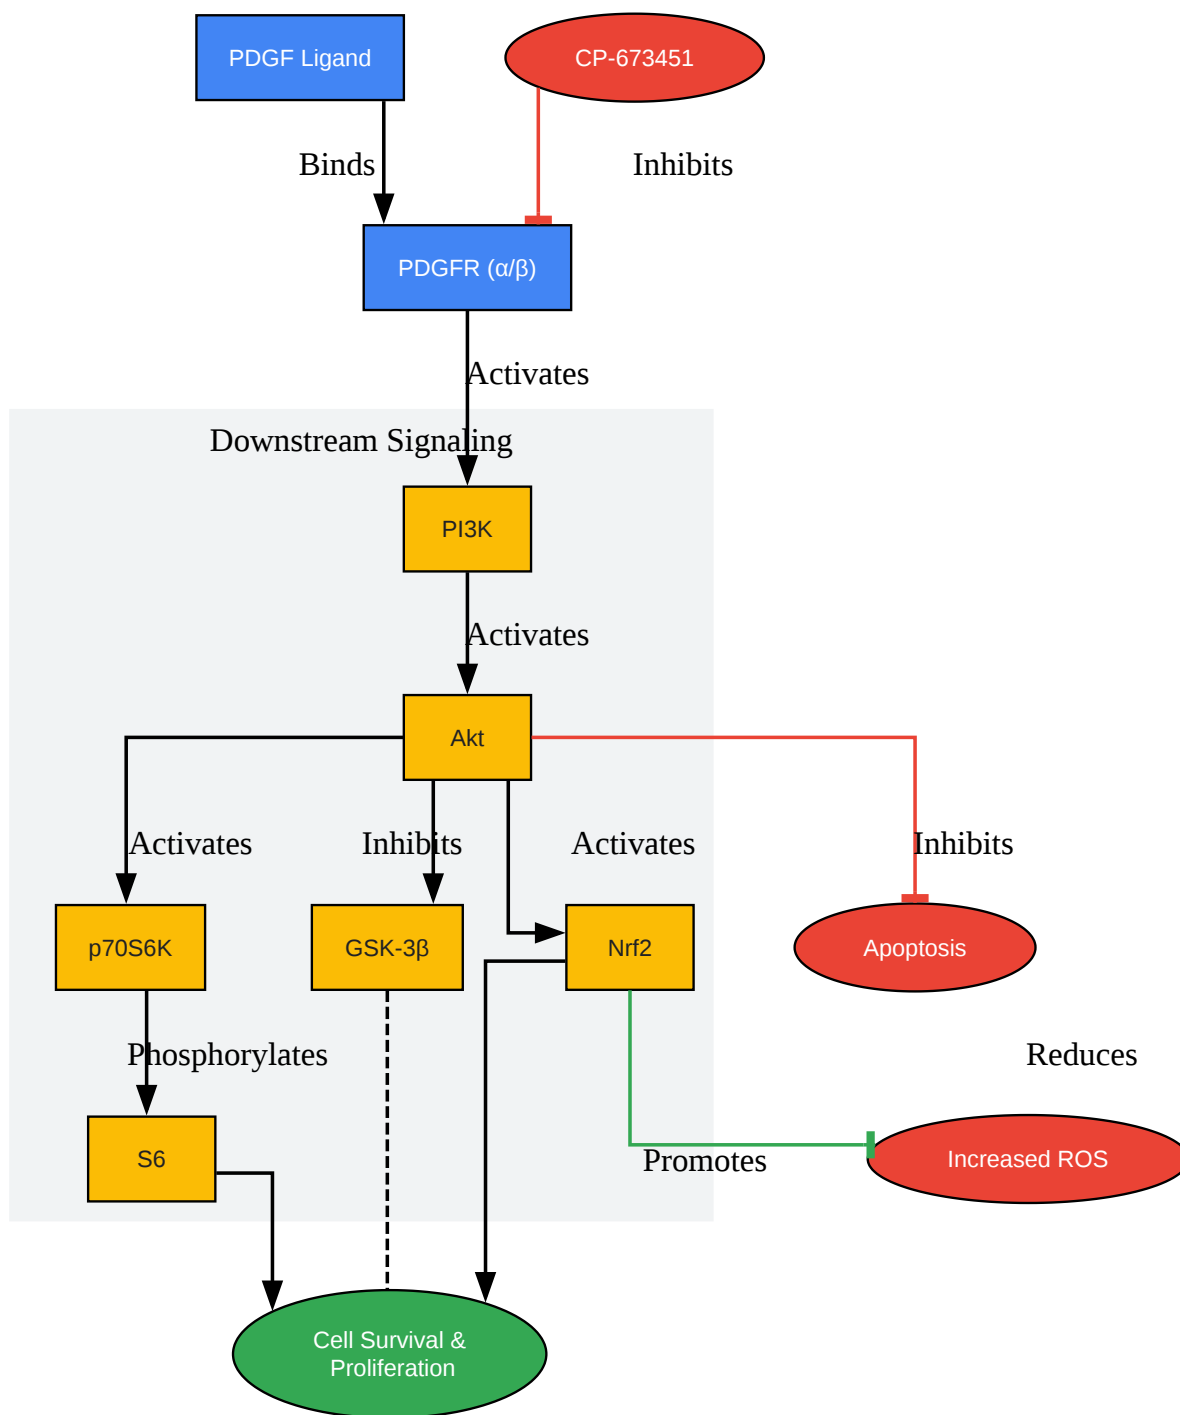 PDGF Ligand
CP-673451
Binds
Inhibits
PDGFR (α/β)
Activates
Downstream Signaling
PI3K
Activates
Akt
Activates
Inhibits
Activates
Inhibits
p70S6K
GSK-3β
Nrf2
Apoptosis
Phosphorylates
Reduces
S6
Promotes
Increased ROS
Cell Survival &
Proliferation